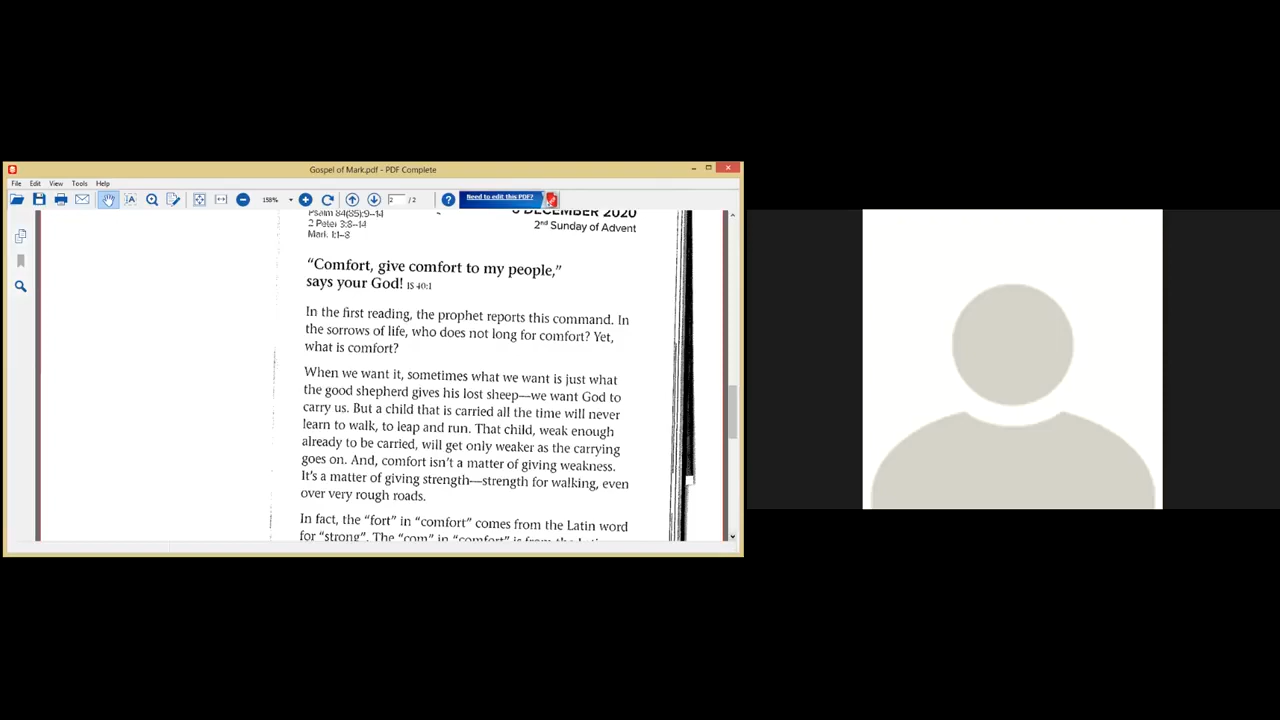 Gospel of Mark.pdf - PDF Complete
File Edit View Tools Help
158% 2 / 2 Need to edit this PDF?
Psalm 84(85):9–14
2 Peter 3:8–14
Mark. 1:1–8
6 DECEMBER 2020
2nd Sunday of Advent
“Comfort, give comfort to my people,”
says your God! IS 40:1
In the first reading, the prophet reports this command. In
the sorrows of life, who does not long for comfort? Yet,
what is comfort?
When we want it, sometimes what we want is just what
the good shepherd gives his lost sheep—we want God to
carry us. But a child that is carried all the time will never
learn to walk, to leap and run. That child, weak enough
already to be carried, will get only weaker as the carrying
goes on. And, comfort isn’t a matter of giving weakness.
It’s a matter of giving strength—strength for walking, even
over very rough roads.
In fact, the “fort” in “comfort” comes from the Latin word
for “strong”. The “com” in “comfort” is from the Latin